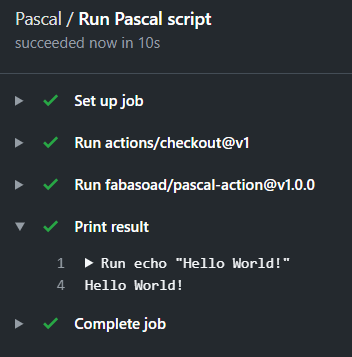 Pascal / Run Pascal script
succeeded now in 10s
Set up job
Run actions/checkout@v1
Run fabasoad/pascal-action@v1.0.0
Print result
1 Run echo "Hello World!"
4 Hello World!
Complete job